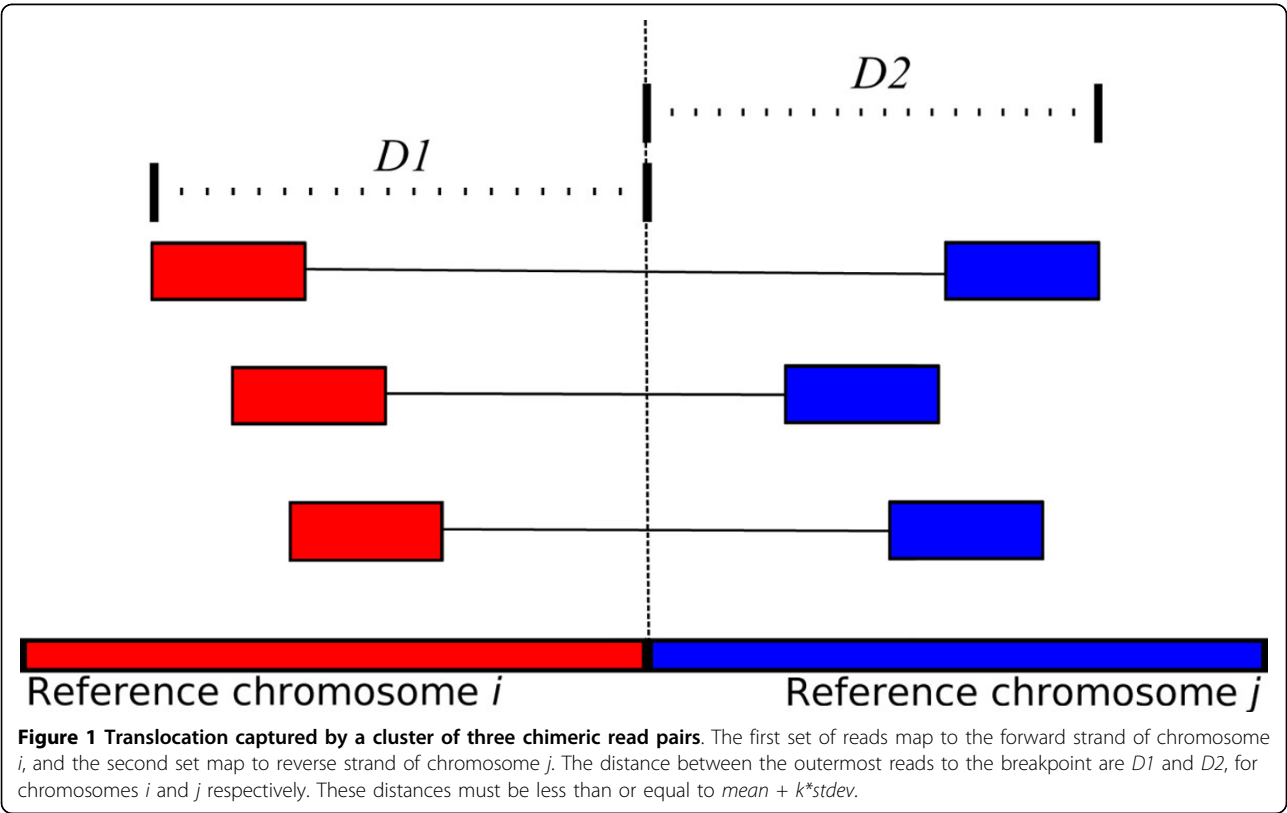 D2
D1
Reference chromosome i
Reference chromosome j
Figure 1 Translocation captured by a cluster of three chimeric read pairs. The first set of reads map to the forward strand of chromosome
i, and the second set map to reverse strand of chromosome j. The distance between the outermost reads to the breakpoint are D1 and D2, for
chromosomes i and j respectively. These distances must be less than or equal to mean + k*stdev.